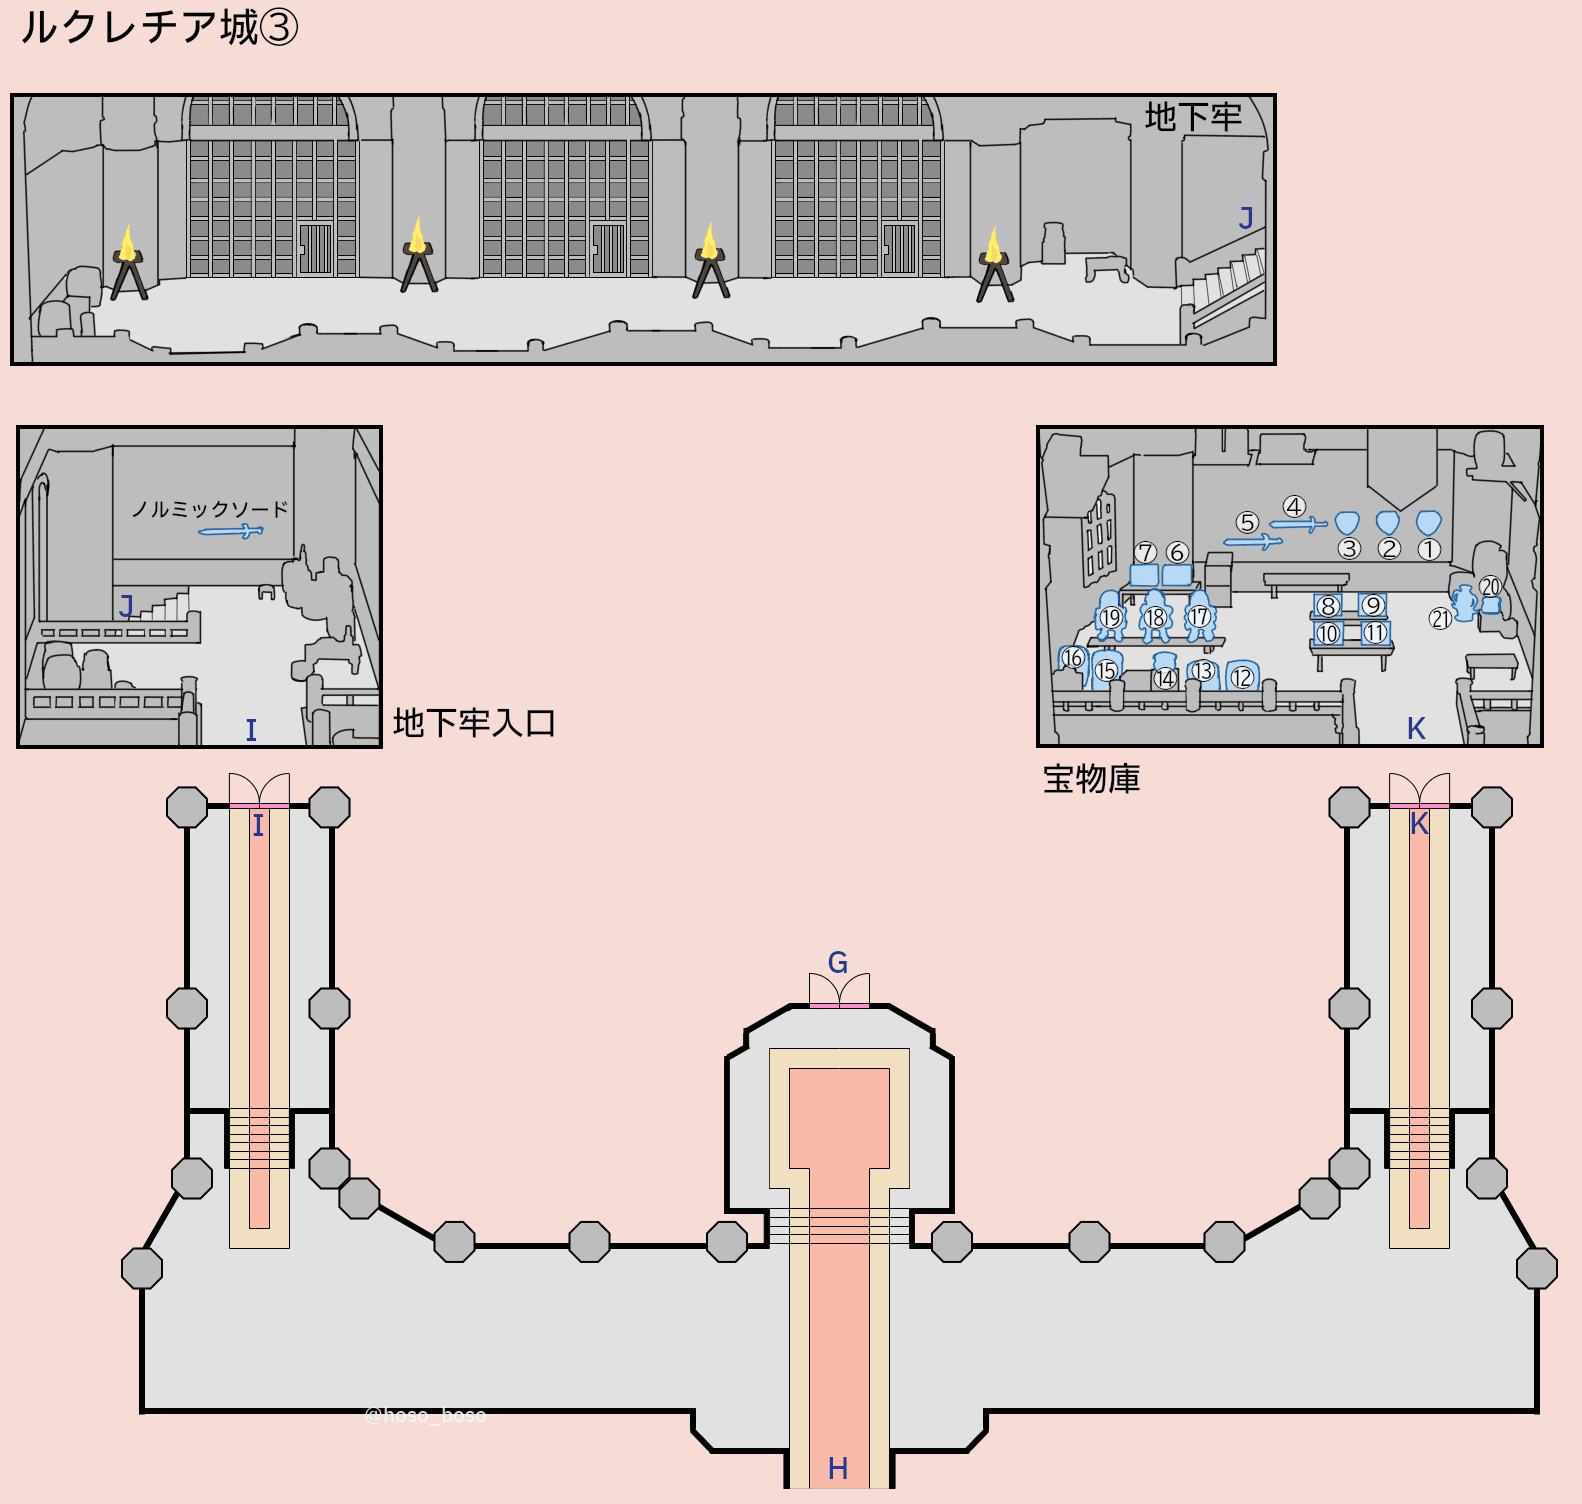 ルクレチア城③
地下牢
J
ノルミックソード
J
I
地下牢入口
④
⑤
③ ② ①
⑦ ⑥
⑳
⑧ ⑨
⑲ ⑱ ⑰
㉑
⑩ ⑪
⑯ ⑮ ⑭ ⑬ ⑫
K
宝物庫
I
K
G
@hoso_boso
H